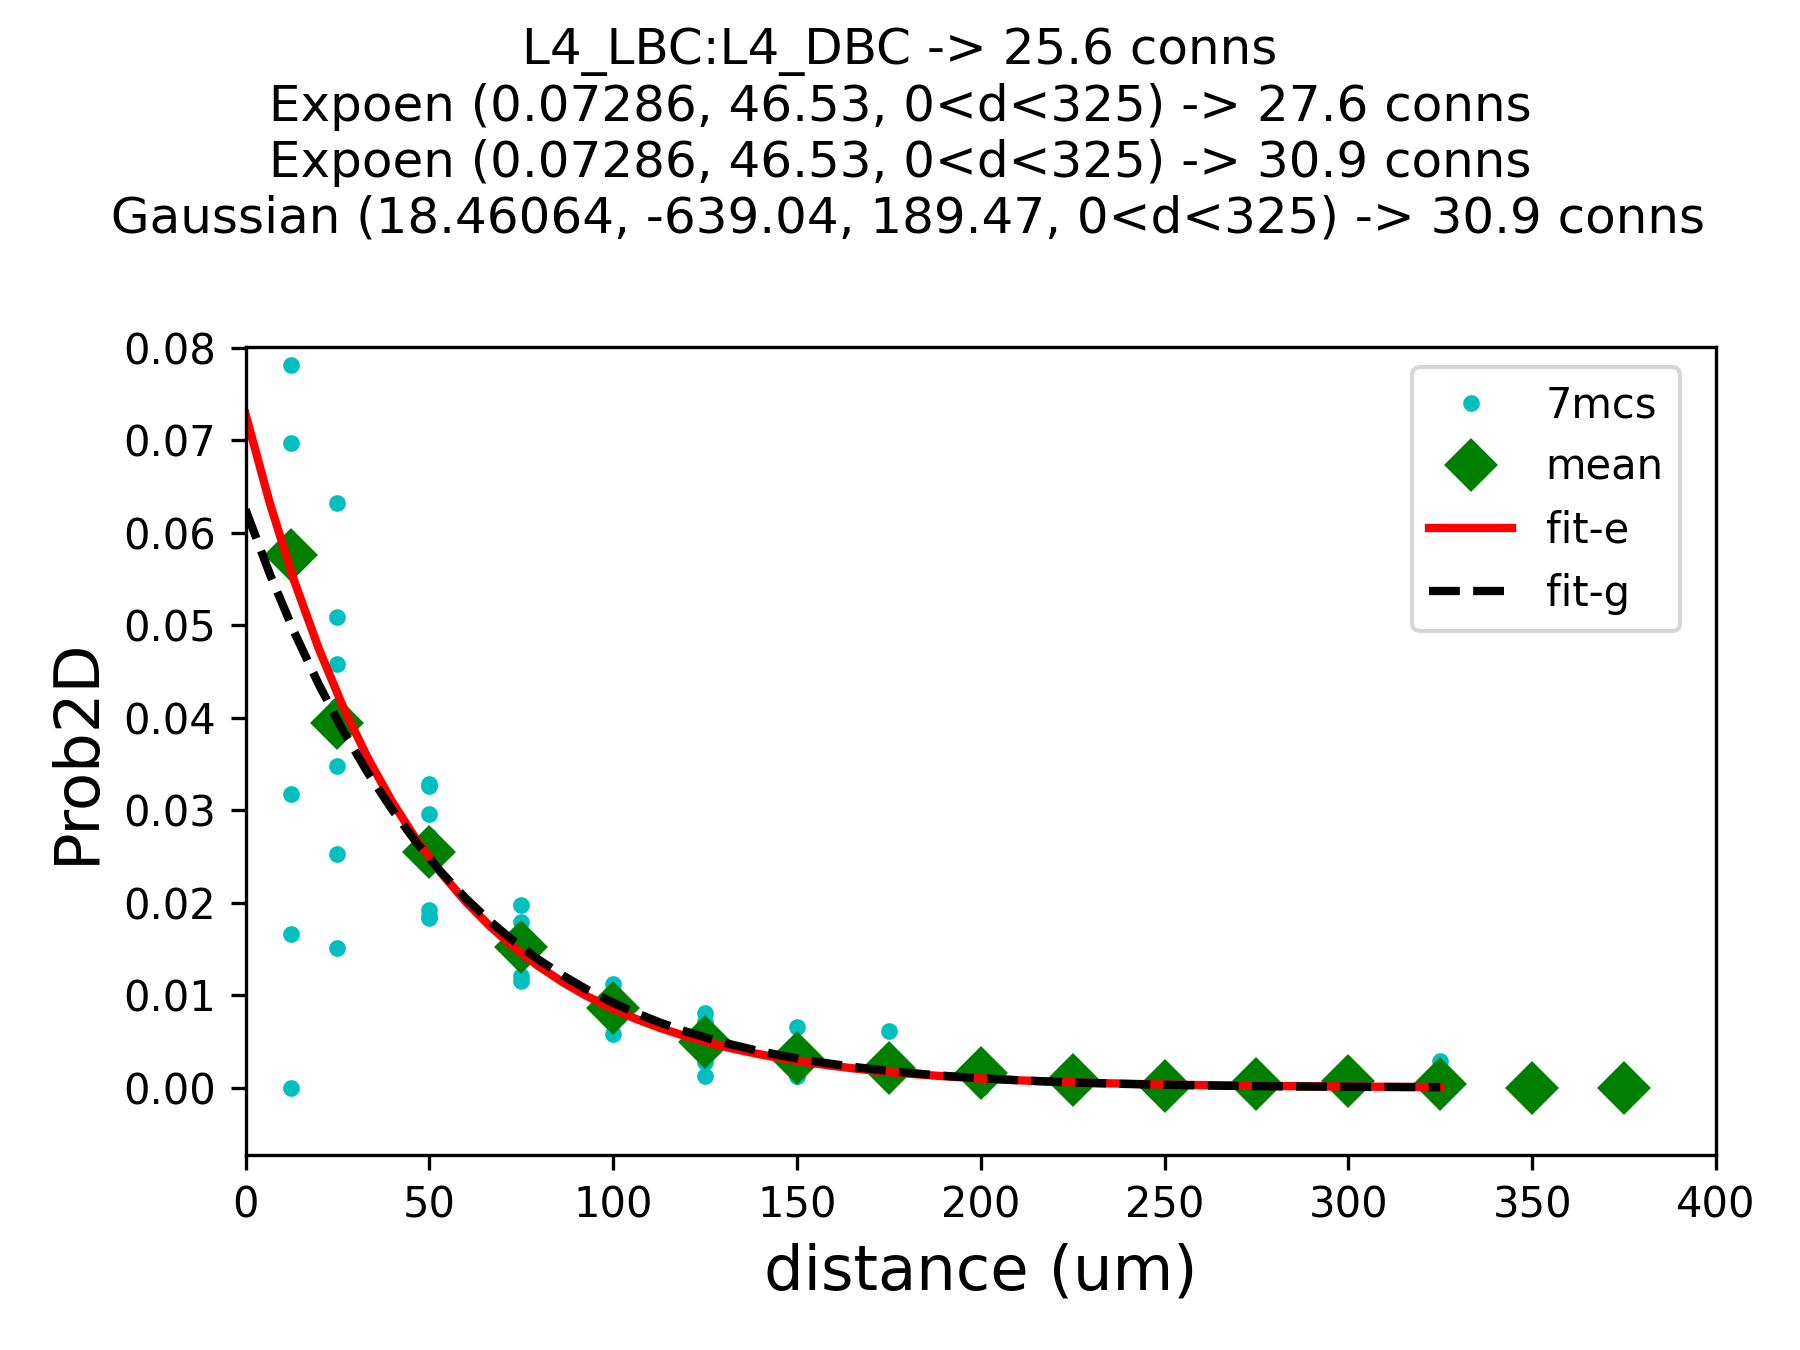 L4_LBC:L4_DBC -> 25.6 conns
Expoen (0.07286, 46.53, 0<d<325) -> 27.6 conns
Expoen (0.07286, 46.53, 0<d<325) -> 30.9 conns
Gaussian (18.46064, -639.04, 189.47, 0<d<325) -> 30.9 conns
0.08
0.07
0.06
0.05
0.04
0.03
0.02
0.01
0.00
Prob2D
7mcs
mean
fit-e
fit-g
0 50 100 150 200 250 300 350 400
distance (um)